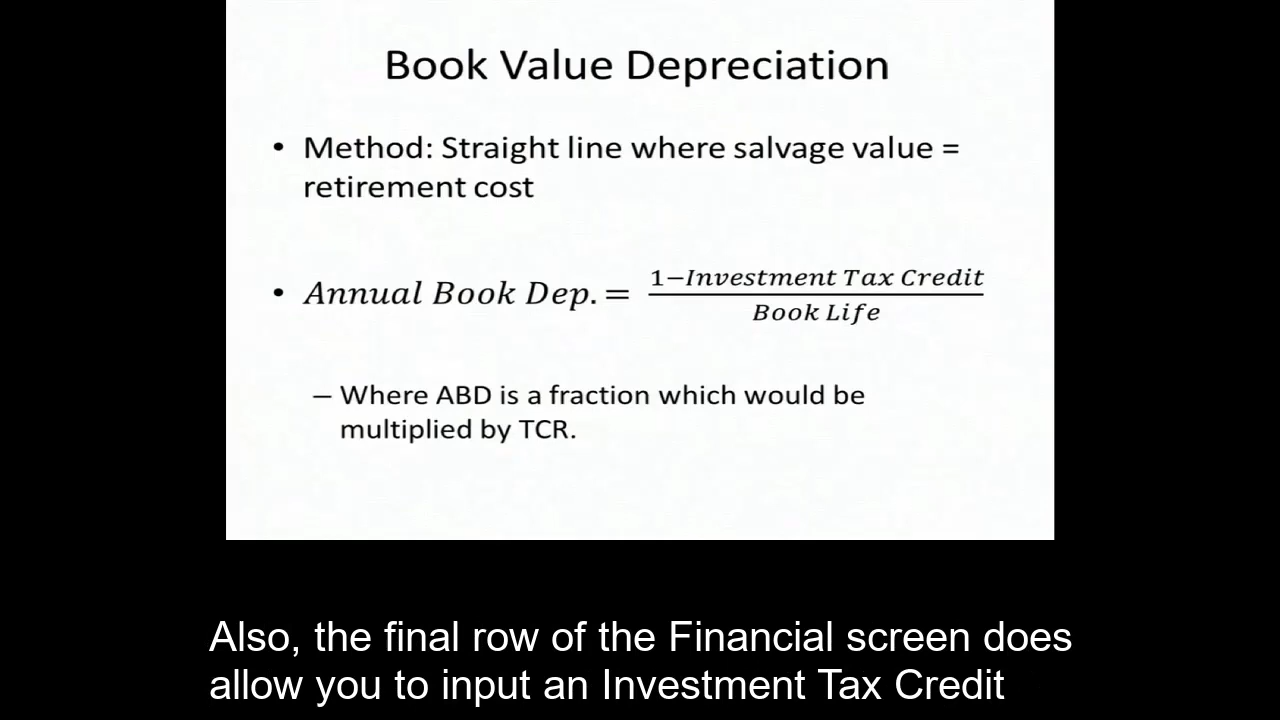 Book Value Depreciation
• Method: Straight line where salvage value =
retirement cost
• Annual Book Dep. = 1−Investment Tax Credit
Book Life
– Where ABD is a fraction which would be
multiplied by TCR.
Also, the final row of the Financial screen does
allow you to input an Investment Tax Credit